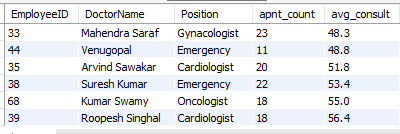 EmployeeID DoctorName Position apnt_count avg_consult
33 Mahendra Saraf Gynacologist 23 48.3
44 Venugopal Emergency 11 48.8
35 Arvind Sawakar Cardiologist 20 51.8
38 Suresh Kumar Emergency 22 53.4
68 Kumar Swamy Oncologist 18 55.0
39 Roopesh Singhal Cardiologist 18 56.4